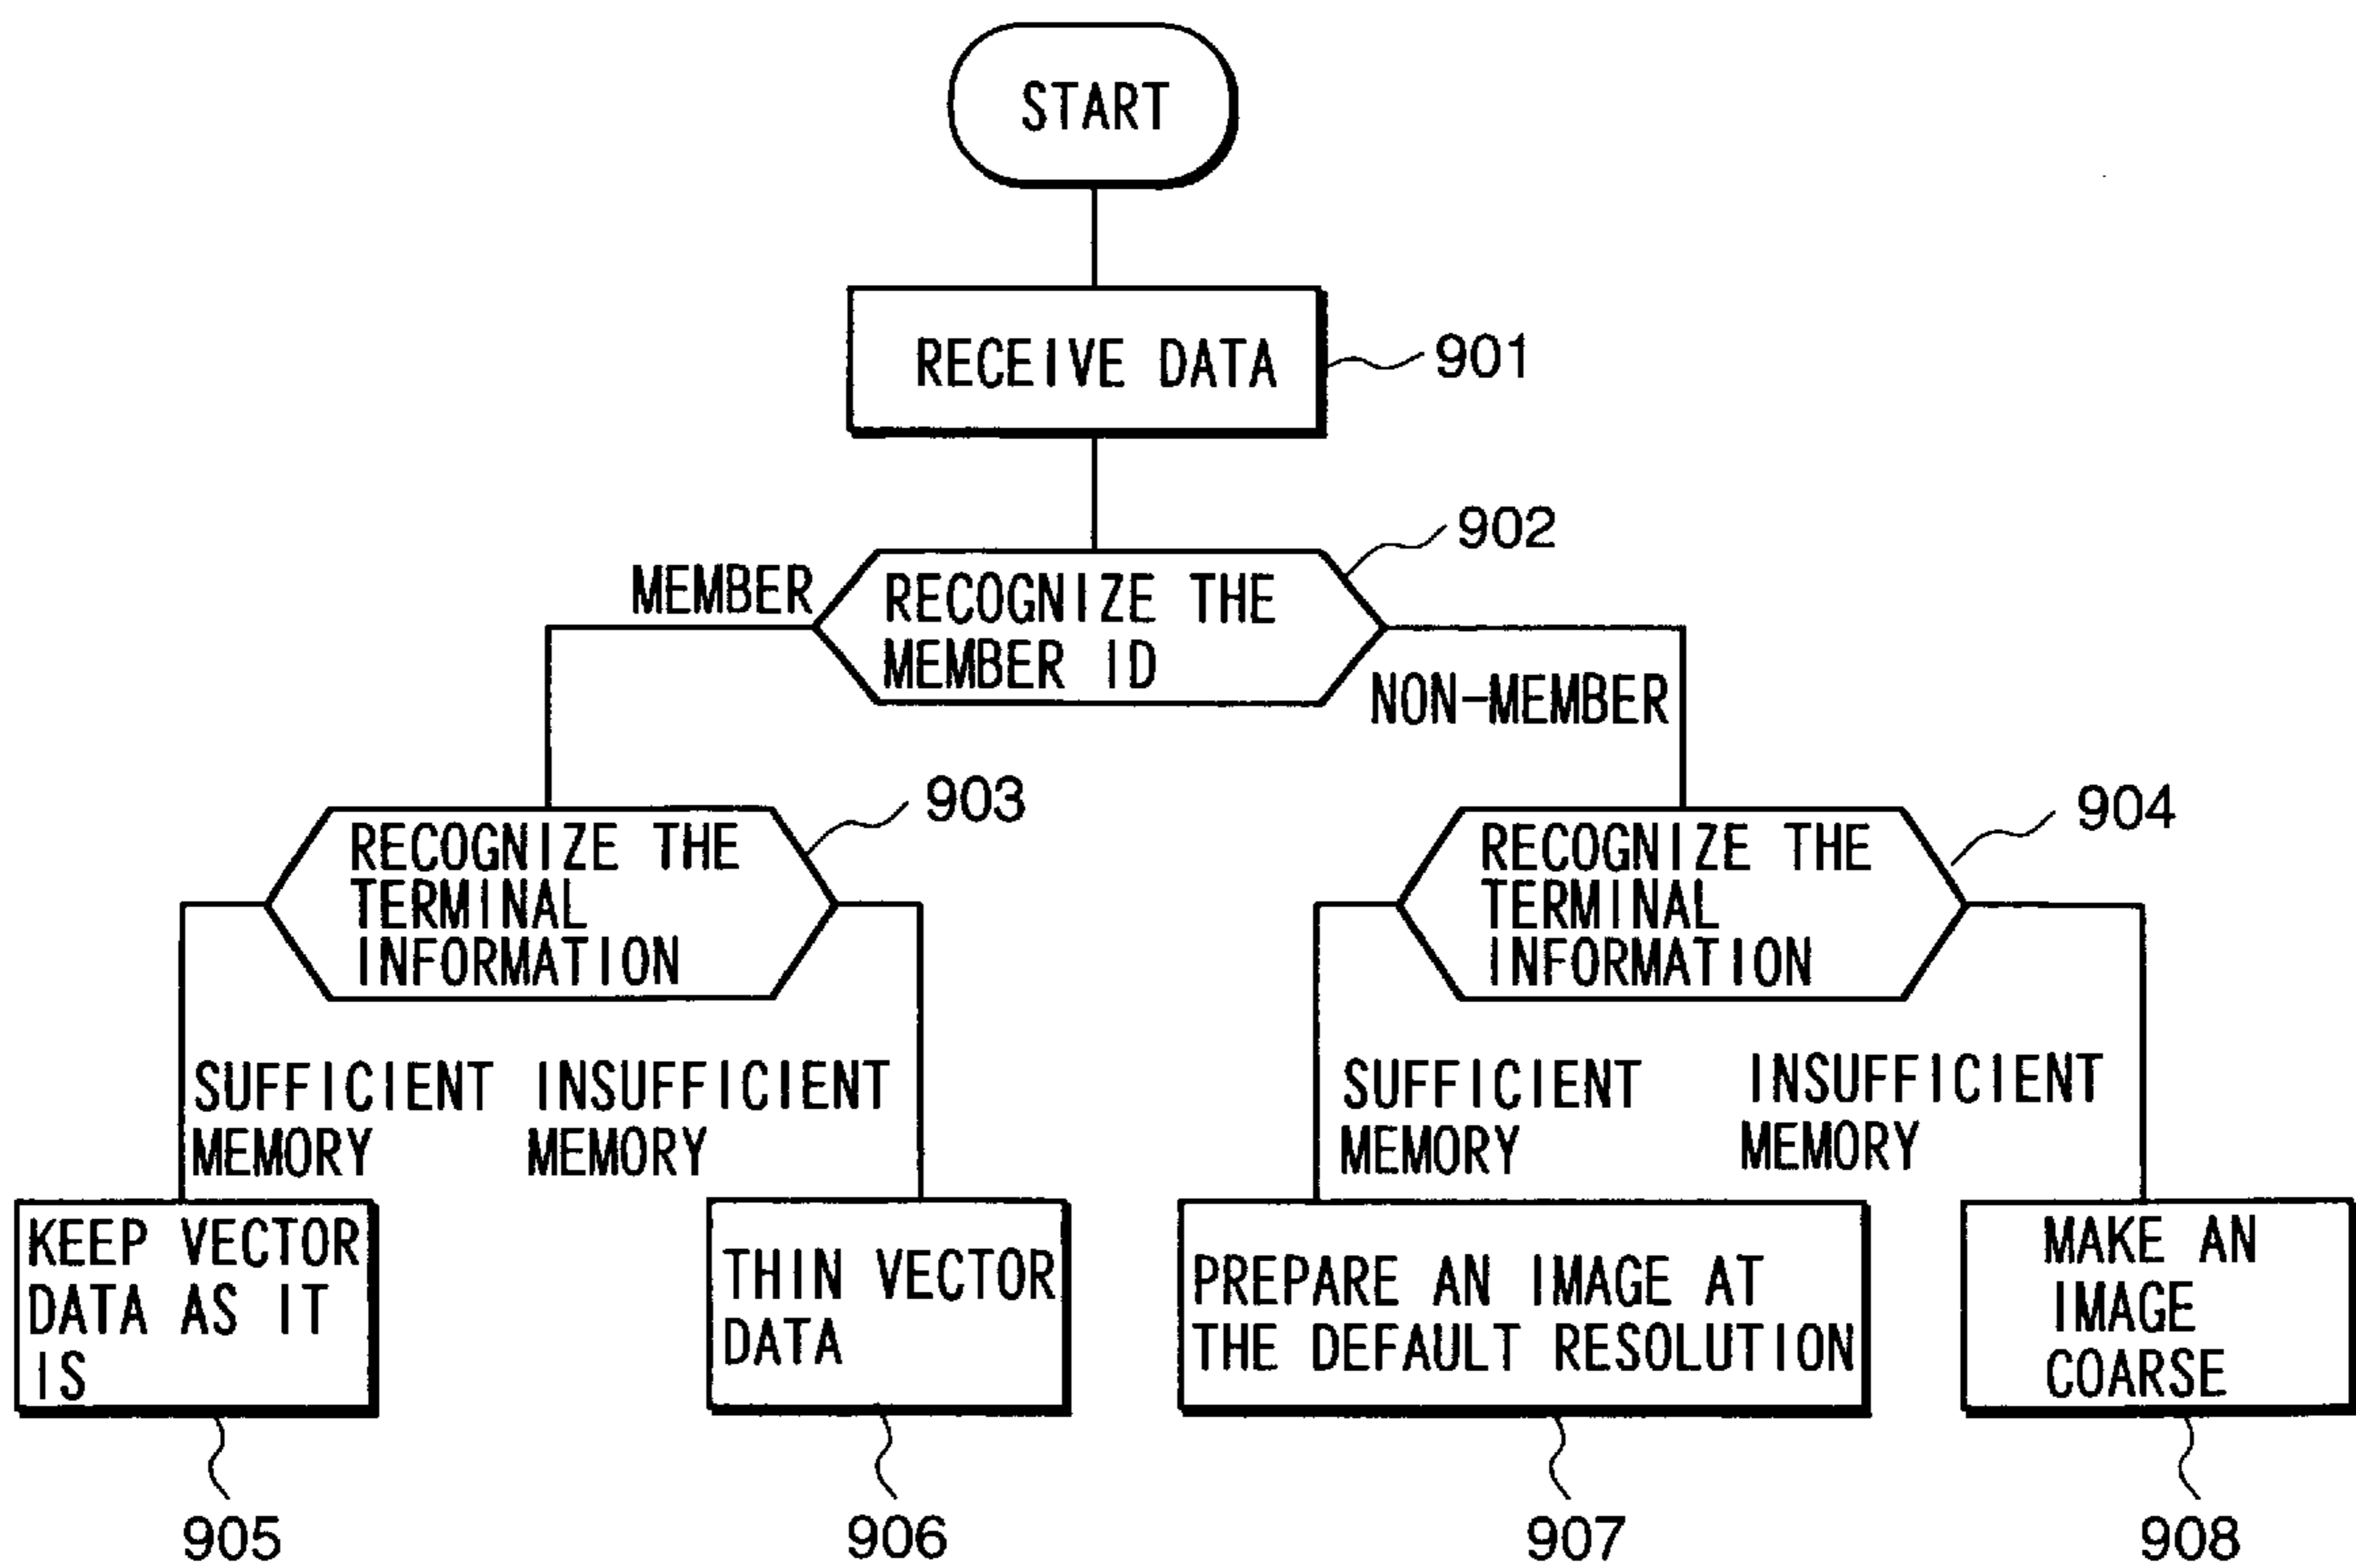 START
RECEIVE DATA
901
902
MEMBER
RECOGNIZE THE
MEMBER ID
NON-MEMBER
903
RECOGNIZE THE
TERMINAL
INFORMATION
904
RECOGNIZE THE
TERMINAL
INFORMATION
SUFFICIENT
MEMORY
INSUFFICIENT
MEMORY
SUFFICIENT
MEMORY
INSUFFICIENT
MEMORY
KEEP VECTOR
DATA AS IT
IS
THIN VECTOR
DATA
PREPARE AN IMAGE AT
THE DEFAULT RESOLUTION
MAKE AN
IMAGE
COARSE
905
906
907
908